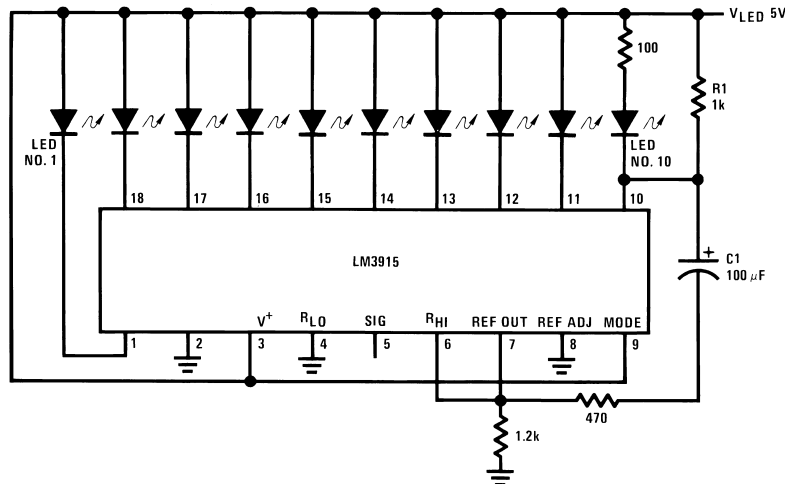 V_LED 5V
100
R1
1k
LED
NO. 1
LED
NO. 10
18 17 16 15 14 13 12 11 10
LM3915
C1
100 μF
+
V+ RLO SIG RHI REF OUT REF ADJ MODE
1 2 3 4 5 6 7 8 9
470
1.2k